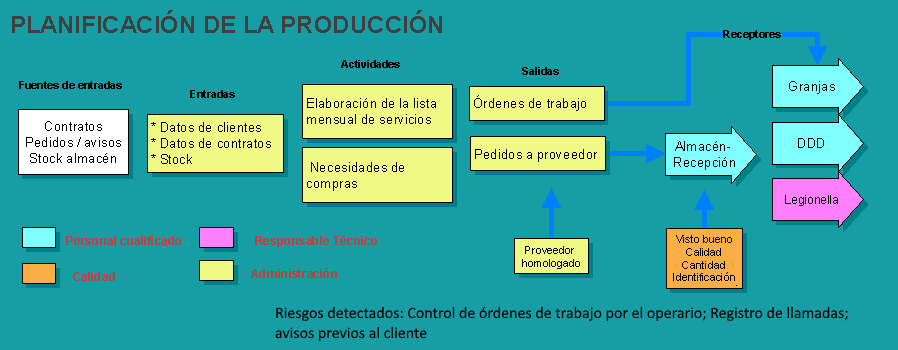 PLANIFICACIÓN DE LA PRODUCCIÓN
Receptores
Actividades
Salidas
Fuentes de entradas
Entradas
Contratos
Pedidos / avisos
Stock almacén
* Datos de clientes
* Datos de contratos
* Stock
Elaboración de la lista
mensual de servicios
Necesidades de
compras
Órdenes de trabajo
Pedidos a proveedor
Almacén-
Recepción
Granjas
DDD
Legionella
Personal cualificado
Responsable Técnico
Calidad
Administración
Proveedor
homologado
Visto bueno
Calidad
Cantidad
Identificación.
Riesgos detectados: Control de órdenes de trabajo por el operario; Registro de llamadas;
avisos previos al cliente